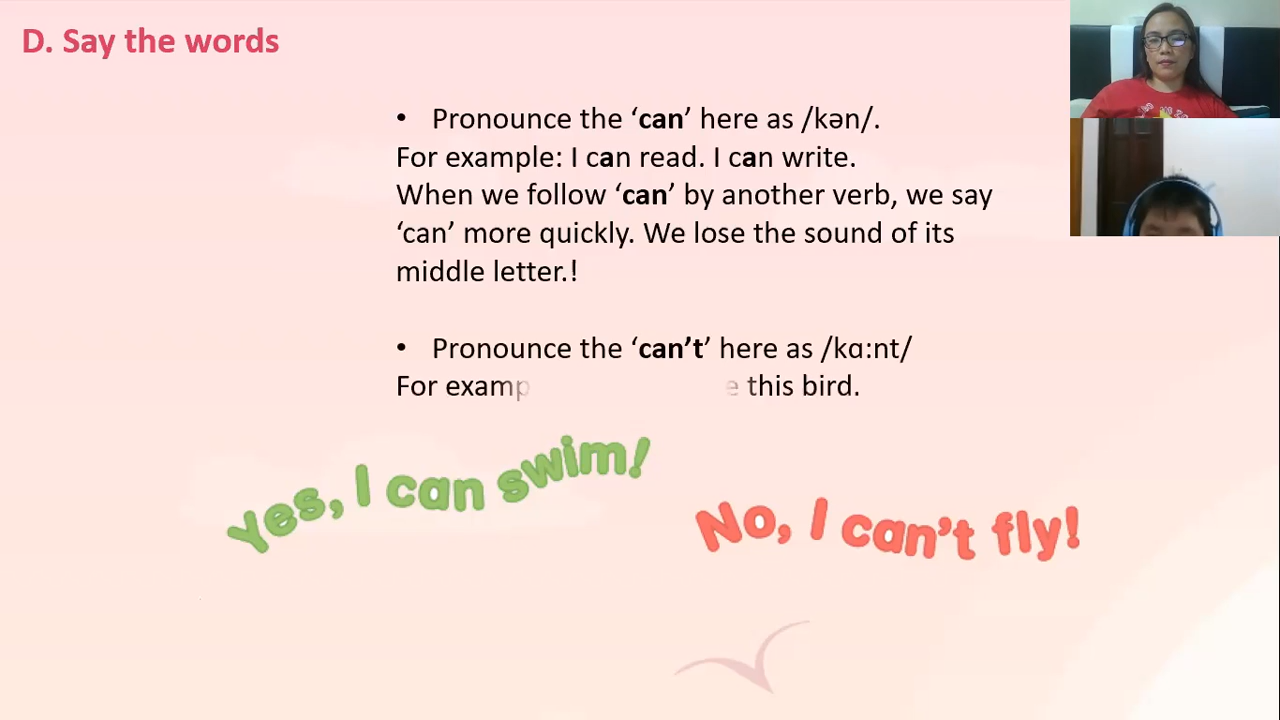 D. Say the words
• Pronounce the ‘can’ here as /kən/.
For example: I can read. I can write.
When we follow ‘can’ by another verb, we say
‘can’ more quickly. We lose the sound of its
middle letter.!
• Pronounce the ‘can’t’ here as /kɑ:nt/
For examp e this bird.
Yes, I can swim!
No, I can’t fly!